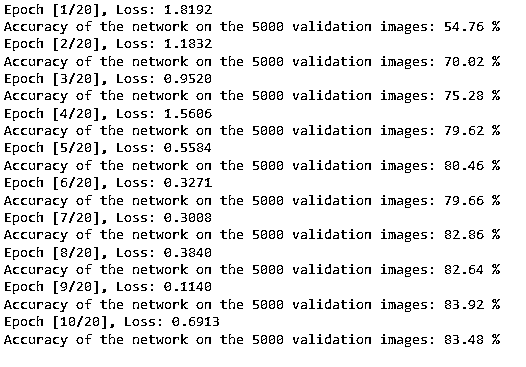 Epoch [1/20], Loss: 1.8192
Accuracy of the network on the 5000 validation images: 54.76 %
Epoch [2/20], Loss: 1.1832
Accuracy of the network on the 5000 validation images: 70.02 %
Epoch [3/20], Loss: 0.9520
Accuracy of the network on the 5000 validation images: 75.28 %
Epoch [4/20], Loss: 1.5606
Accuracy of the network on the 5000 validation images: 79.62 %
Epoch [5/20], Loss: 0.5584
Accuracy of the network on the 5000 validation images: 80.46 %
Epoch [6/20], Loss: 0.3271
Accuracy of the network on the 5000 validation images: 79.66 %
Epoch [7/20], Loss: 0.3008
Accuracy of the network on the 5000 validation images: 82.86 %
Epoch [8/20], Loss: 0.3840
Accuracy of the network on the 5000 validation images: 82.64 %
Epoch [9/20], Loss: 0.1140
Accuracy of the network on the 5000 validation images: 83.92 %
Epoch [10/20], Loss: 0.6913
Accuracy of the network on the 5000 validation images: 83.48 %